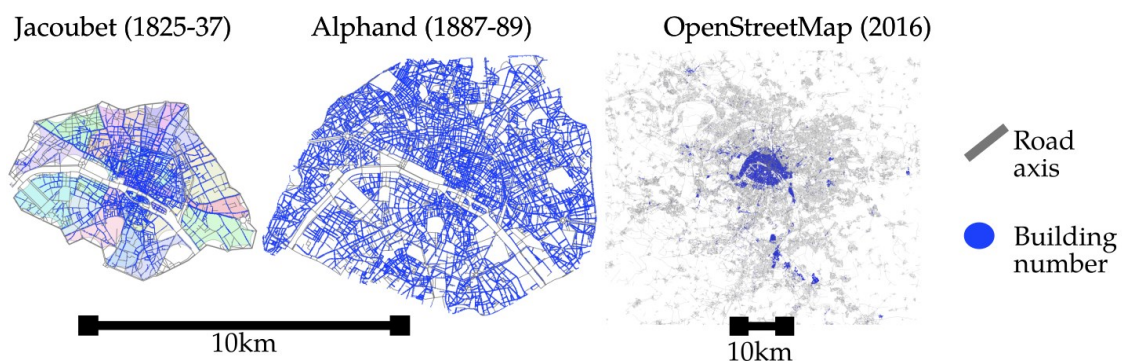 Jacoubet (1825-37)
Alphand (1887-89)
OpenStreetMap (2016)
Road
axis
Building
number
10km
10km